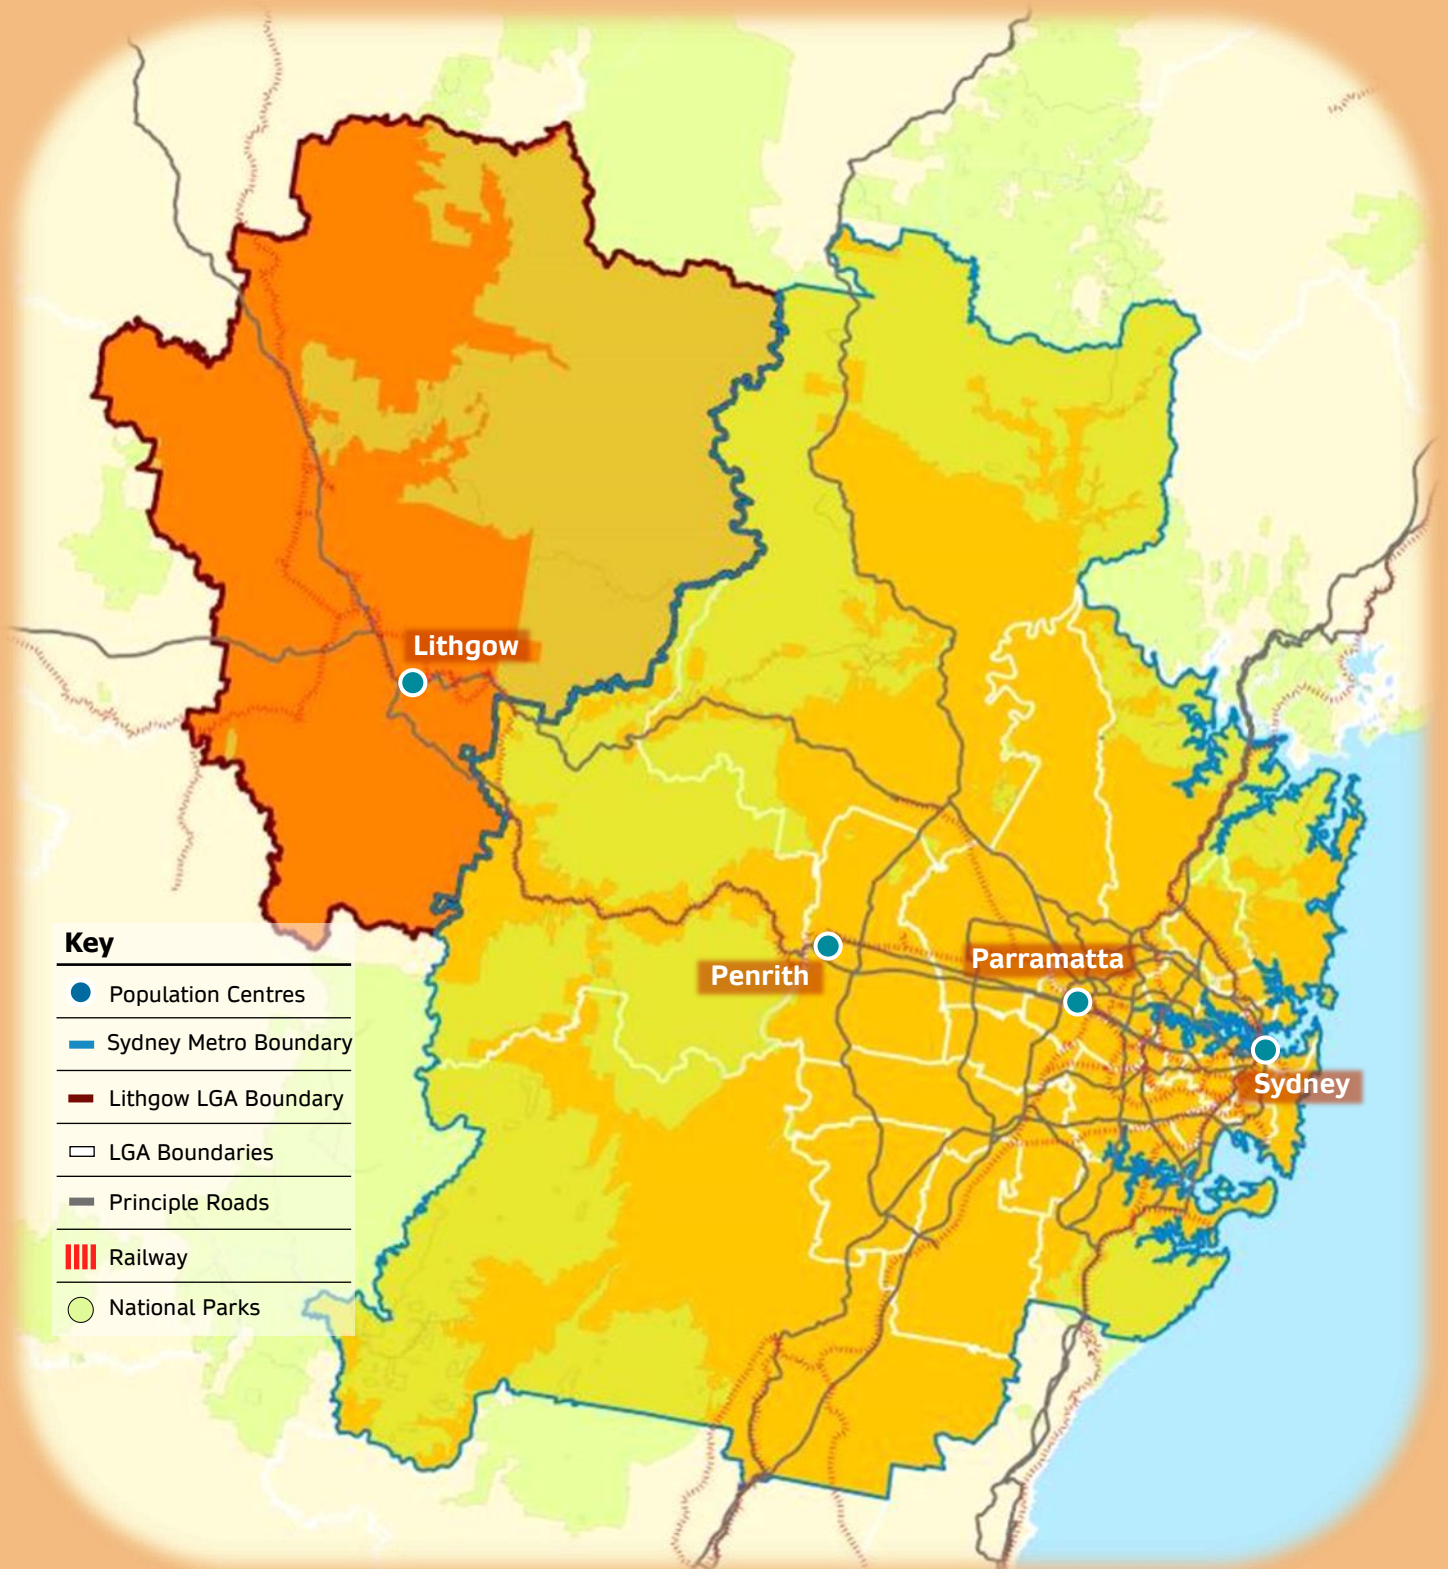 Lithgow
Penrith
Parramatta
Sydney
Key
Population Centres
Sydney Metro Boundary
Lithgow LGA Boundary
LGA Boundaries
Principle Roads
Railway
National Parks